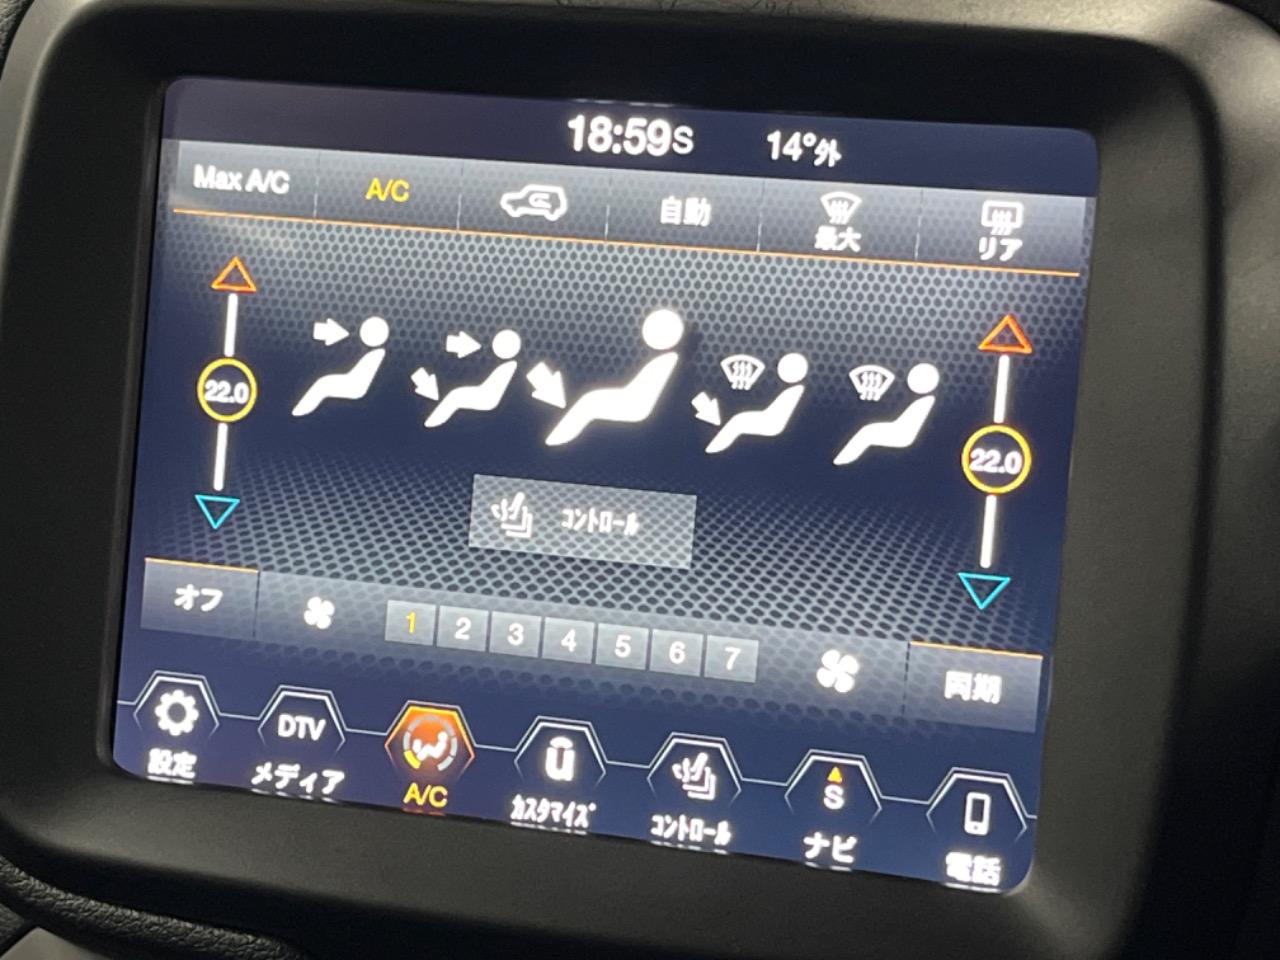 18:59S 14°外
Max A/C A/C 自動 最大 リア
22.0 22.0
コントロール
オフ 1 2 3 4 5 6 7 同期
DTV u S
設定 メディア A/C カスタマイズ コントロール ナビ 電話